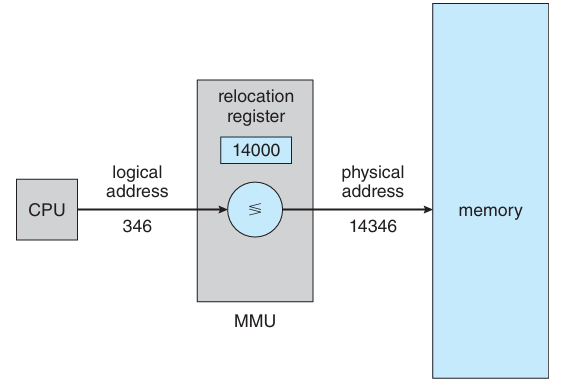 relocation
register
14000
logical
address
physical
address
CPU
≶
memory
346
14346
MMU